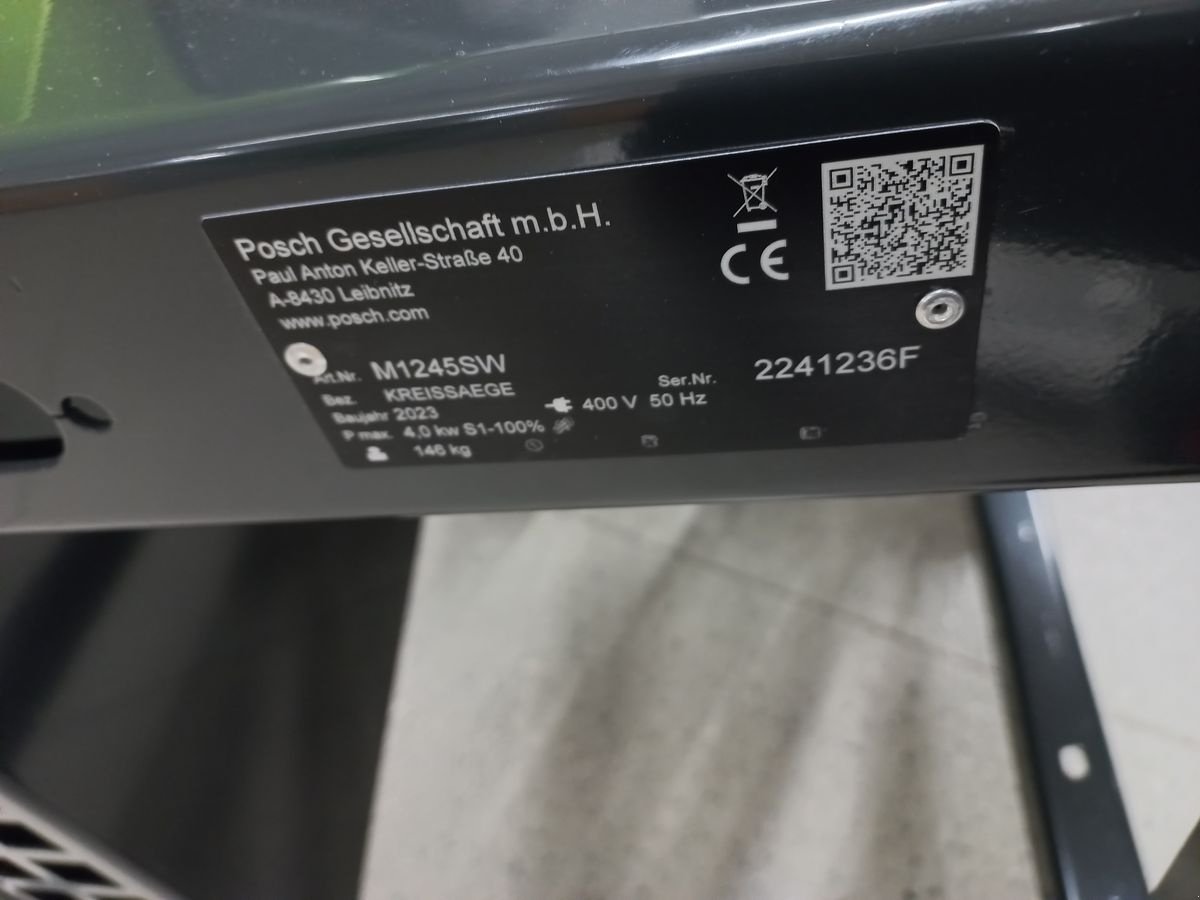 Posch Gesellschaft m.b.H.
Paul Anton Keller-Straße 40
A-8430 Leibnitz
www.posch.com
CE
Art.Nr. M1245SW
Ser.Nr. 2241236F
Bez. KREISSAEGE
Baujahr 2023
400 V 50 Hz
P max. 4,0 kw S1-100%
146 kg